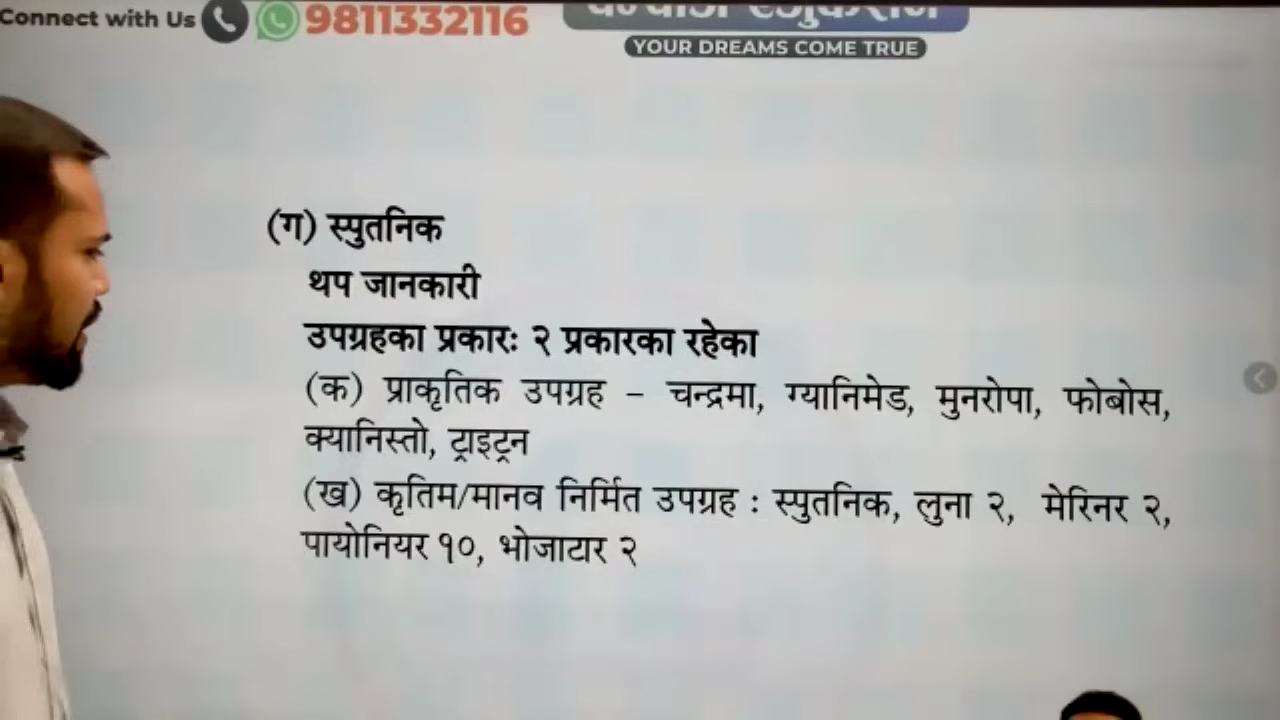 Connect with Us 9811332116
YOUR DREAMS COME TRUE
(ग) स्पुतनिक
थप जानकारी
उपग्रहका प्रकारः २ प्रकारका रहेका
(क) प्राकृतिक उपग्रह – चन्द्रमा, ग्यानिमेड, मुनरोपा, फोबोस,
क्यानिस्तो, ट्राइट्रन
(ख) कृतिम/मानव निर्मित उपग्रह : स्पुतनिक, लुना २, मेरिनर २,
पायोनियर १०, भोजाटार २